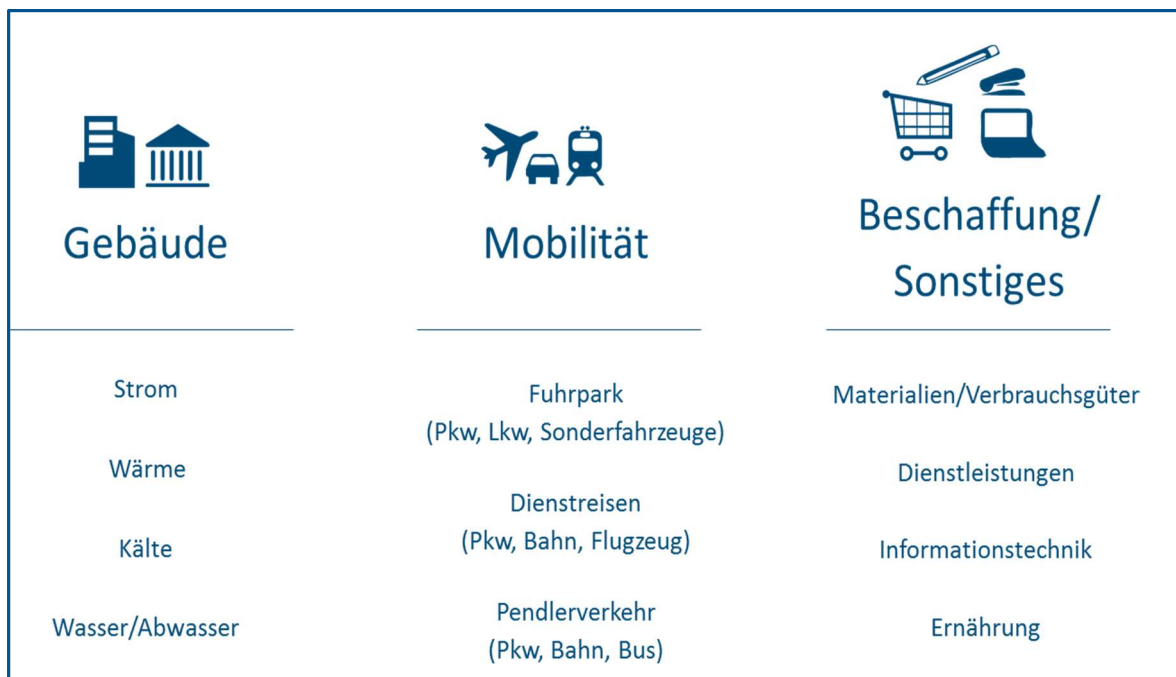 Gebäude
Strom
Wärme
Kälte
Wasser/Abwasser
Mobilität
Fuhrpark
(Pkw, Lkw, Sonderfahrzeuge)
Dienstreisen
(Pkw, Bahn, Flugzeug)
Pendlerverkehr
(Pkw, Bahn, Bus)
Beschaffung/
Sonstiges
Materialien/Verbrauchsgüter
Dienstleistungen
Informationstechnik
Ernährung